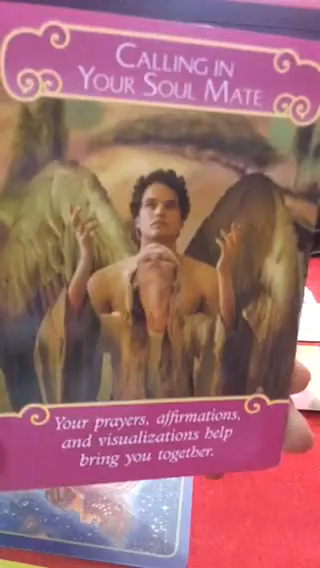 Calling in
Your Soul Mate
Your prayers, affirmations,
and visualizations help
bring you together.